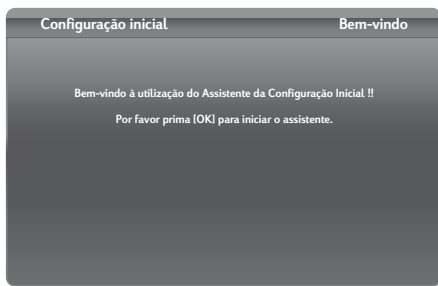 Configuração inicial Bem-vindo
Bem-vindo à utilização do Assistente da Configuração Inicial !!
Por favor prima [OK] para iniciar o assistente.